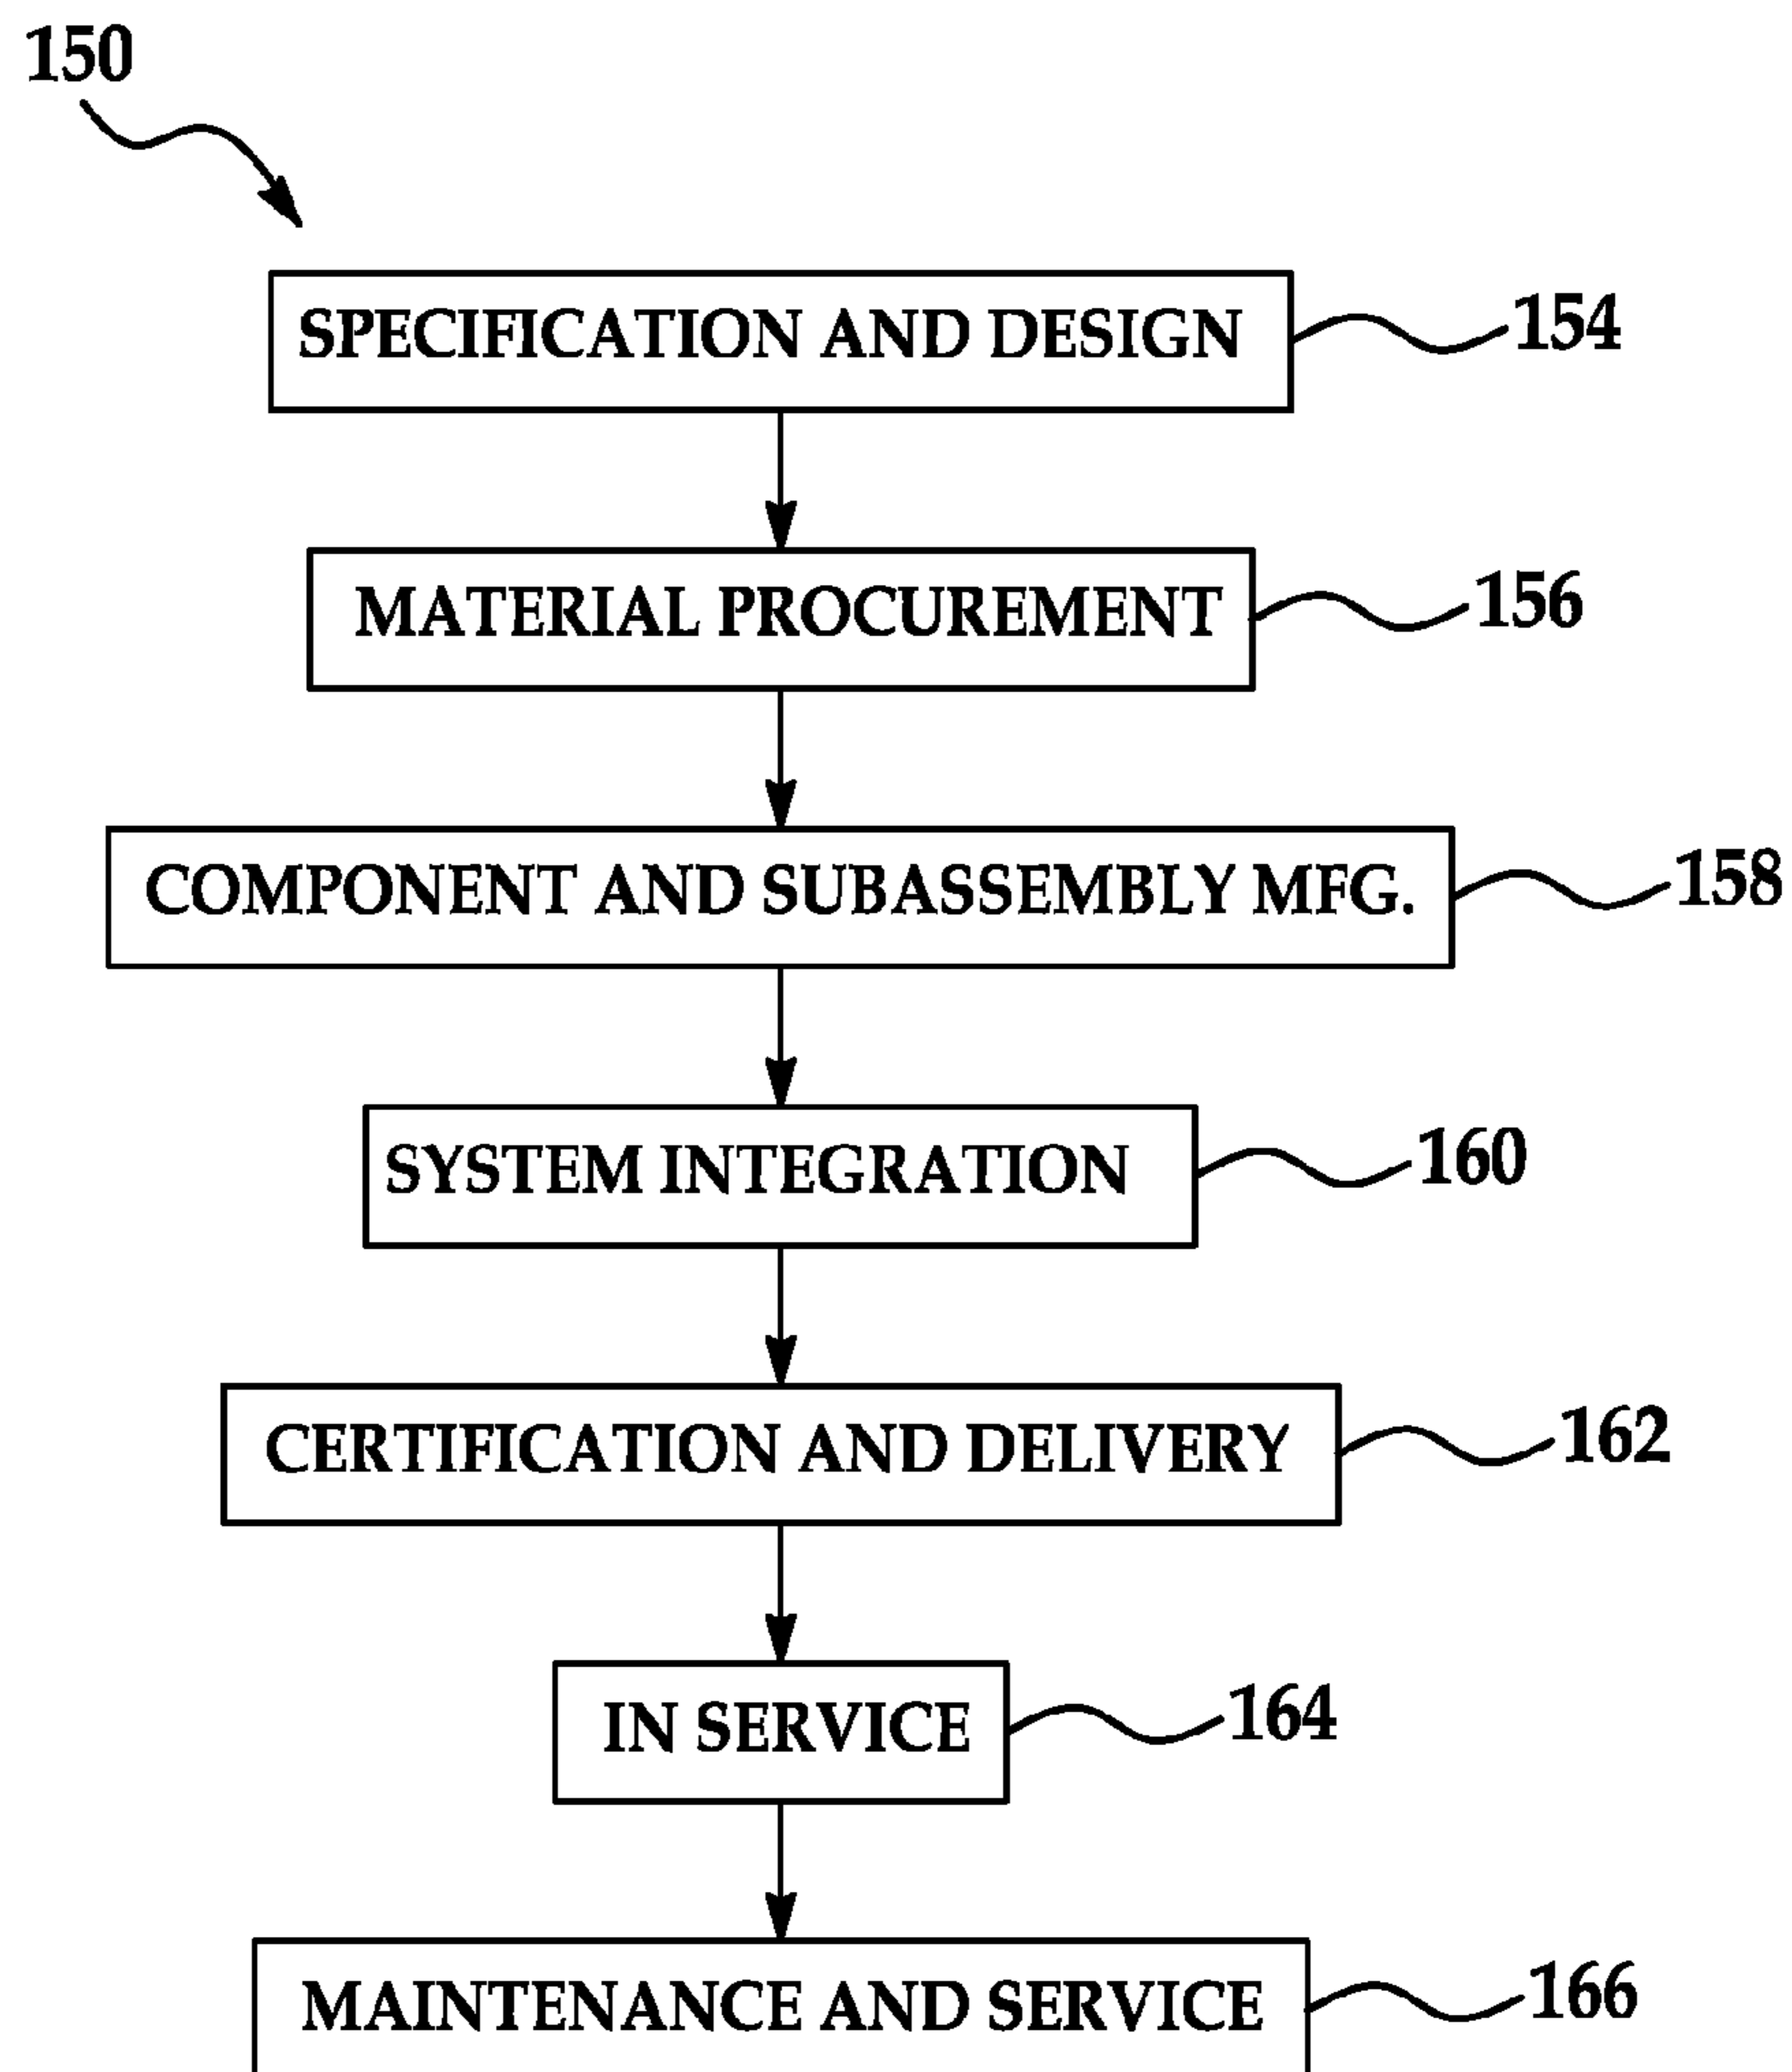 150
SPECIFICATION AND DESIGN 154
MATERIAL PROCUREMENT 156
COMPONENT AND SUBASSEMBLY MFG. 158
SYSTEM INTEGRATION 160
CERTIFICATION AND DELIVERY 162
IN SERVICE 164
MAINTENANCE AND SERVICE 166